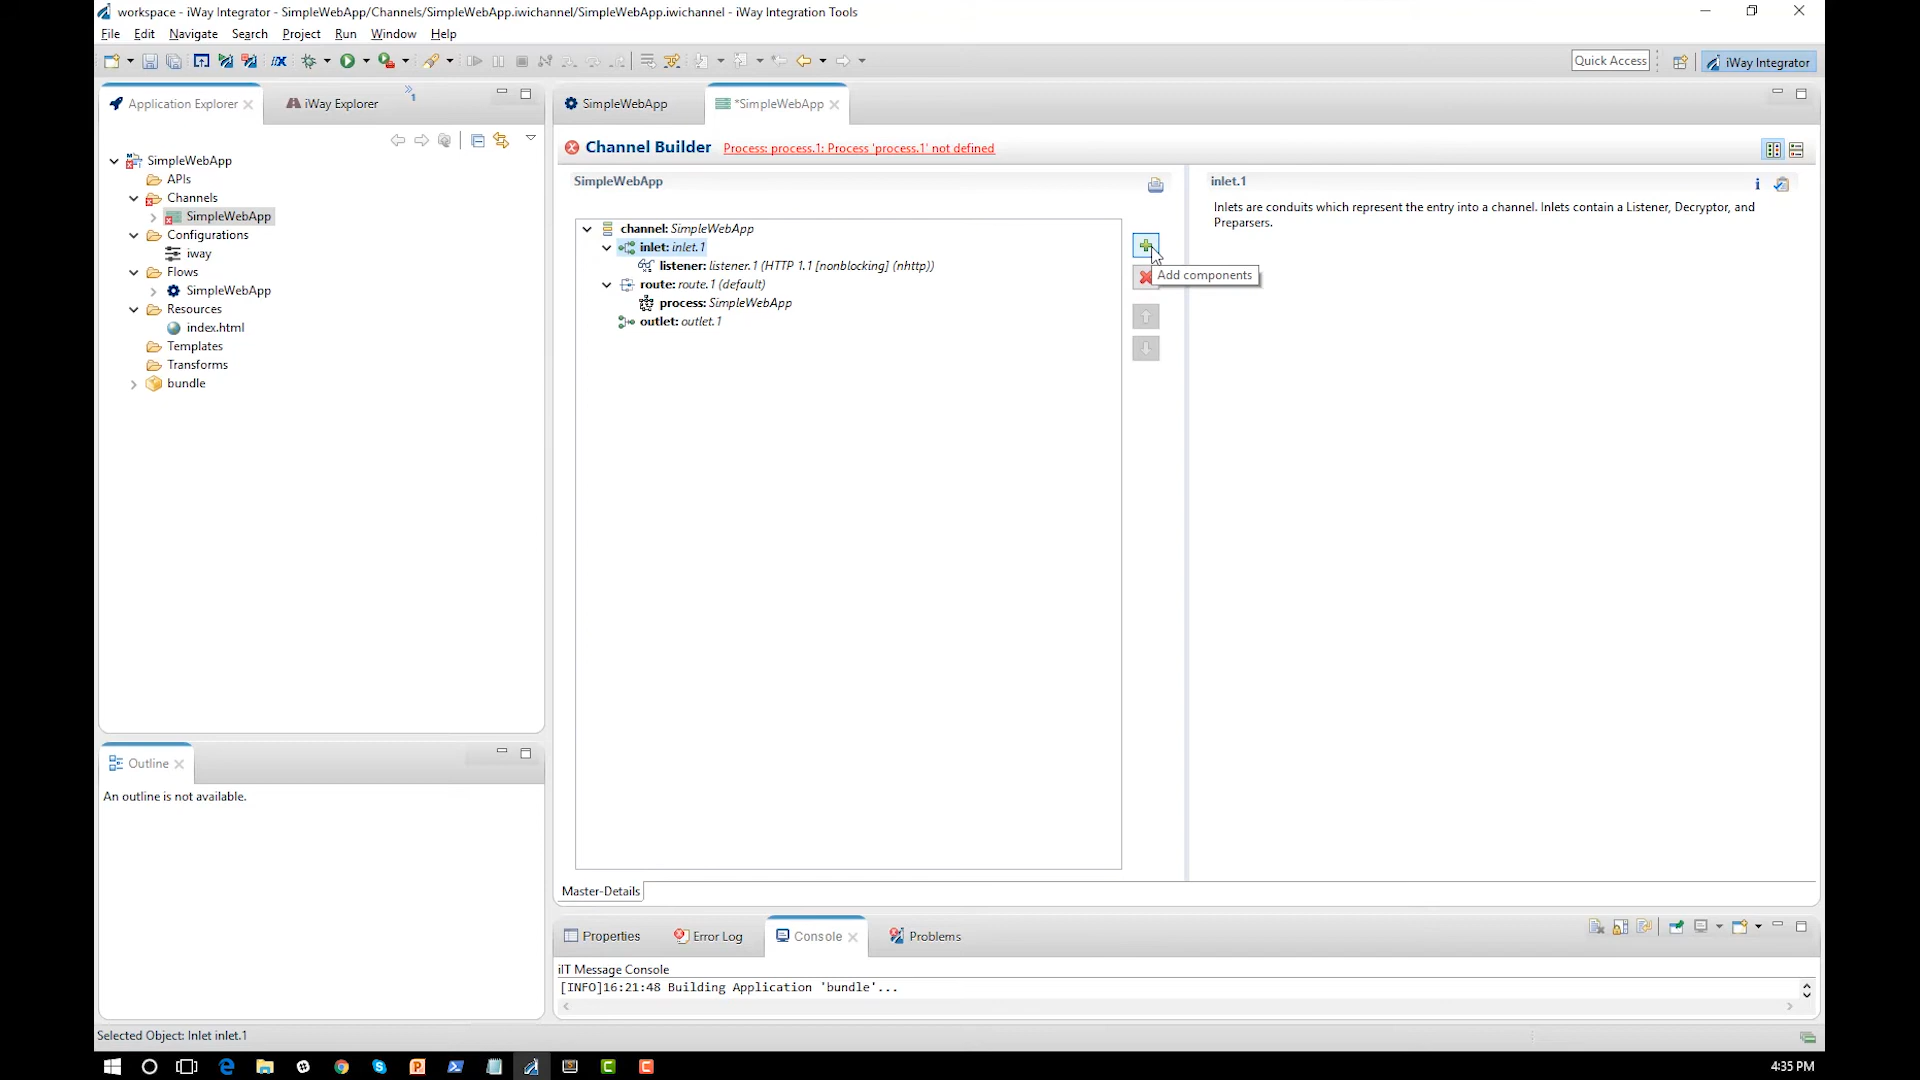 workspace - iWay Integrator - SimpleWebApp/Channels/SimpleWebApp.iwichannel/SimpleWebApp.iwichannel - iWay Integration Tools
File Edit Navigate Search Project Run Window Help
Quick Access
iWay Integrator
Application Explorer
iWay Explorer
SimpleWebApp
*SimpleWebApp
SimpleWebApp
APIs
Channels
SimpleWebApp
Configurations
iway
Flows
SimpleWebApp
Resources
index.html
Templates
Transforms
bundle
Outline
An outline is not available.
Channel Builder
Process: process.1: Process 'process.1' not defined
SimpleWebApp
channel: SimpleWebApp
inlet: inlet.1
listener: listener.1 (HTTP 1.1 [nonblocking] (nhttp))
route: route.1 (default)
process: SimpleWebApp
outlet: outlet.1
Add components
inlet.1
Inlets are conduits which represent the entry into a channel. Inlets contain a Listener, Decryptor, and
Preparsers.
Master-Details
Properties
Error Log
Console
Problems
iIT Message Console
[INFO]16:21:48 Building Application 'bundle'...
Selected Object: Inlet inlet.1
4:35 PM